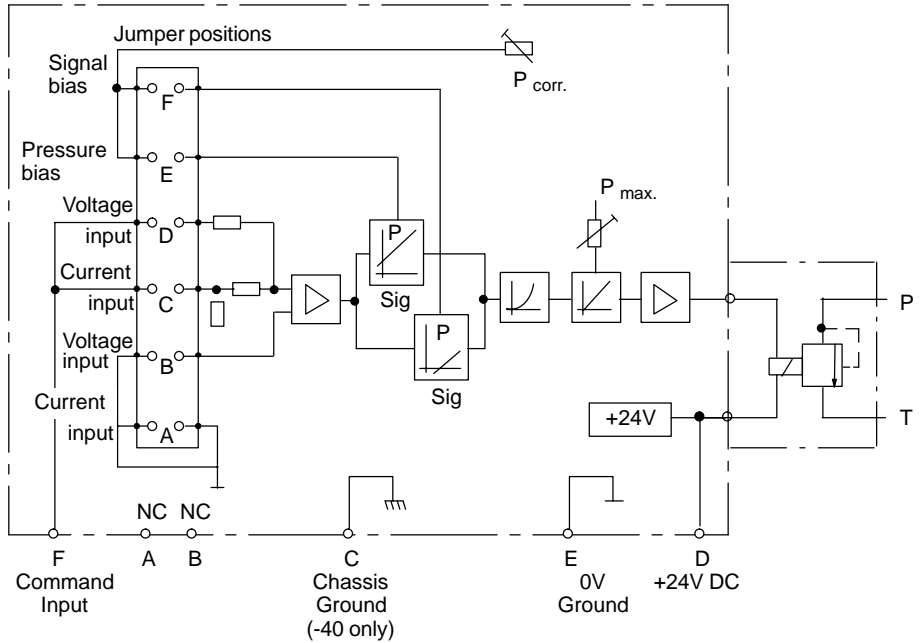 Jumper positions
Signal
bias
P corr.
F
Pressure
bias
E
P max.
Voltage
input
D
P
Current
input
C
Sig
P
Voltage
input
B
Sig
P
Current
input
A
+24V
T
NC NC
F
A
B
C
E
D
Command
Input
Chassis
Ground
(-40 only)
0V
Ground
+24V DC